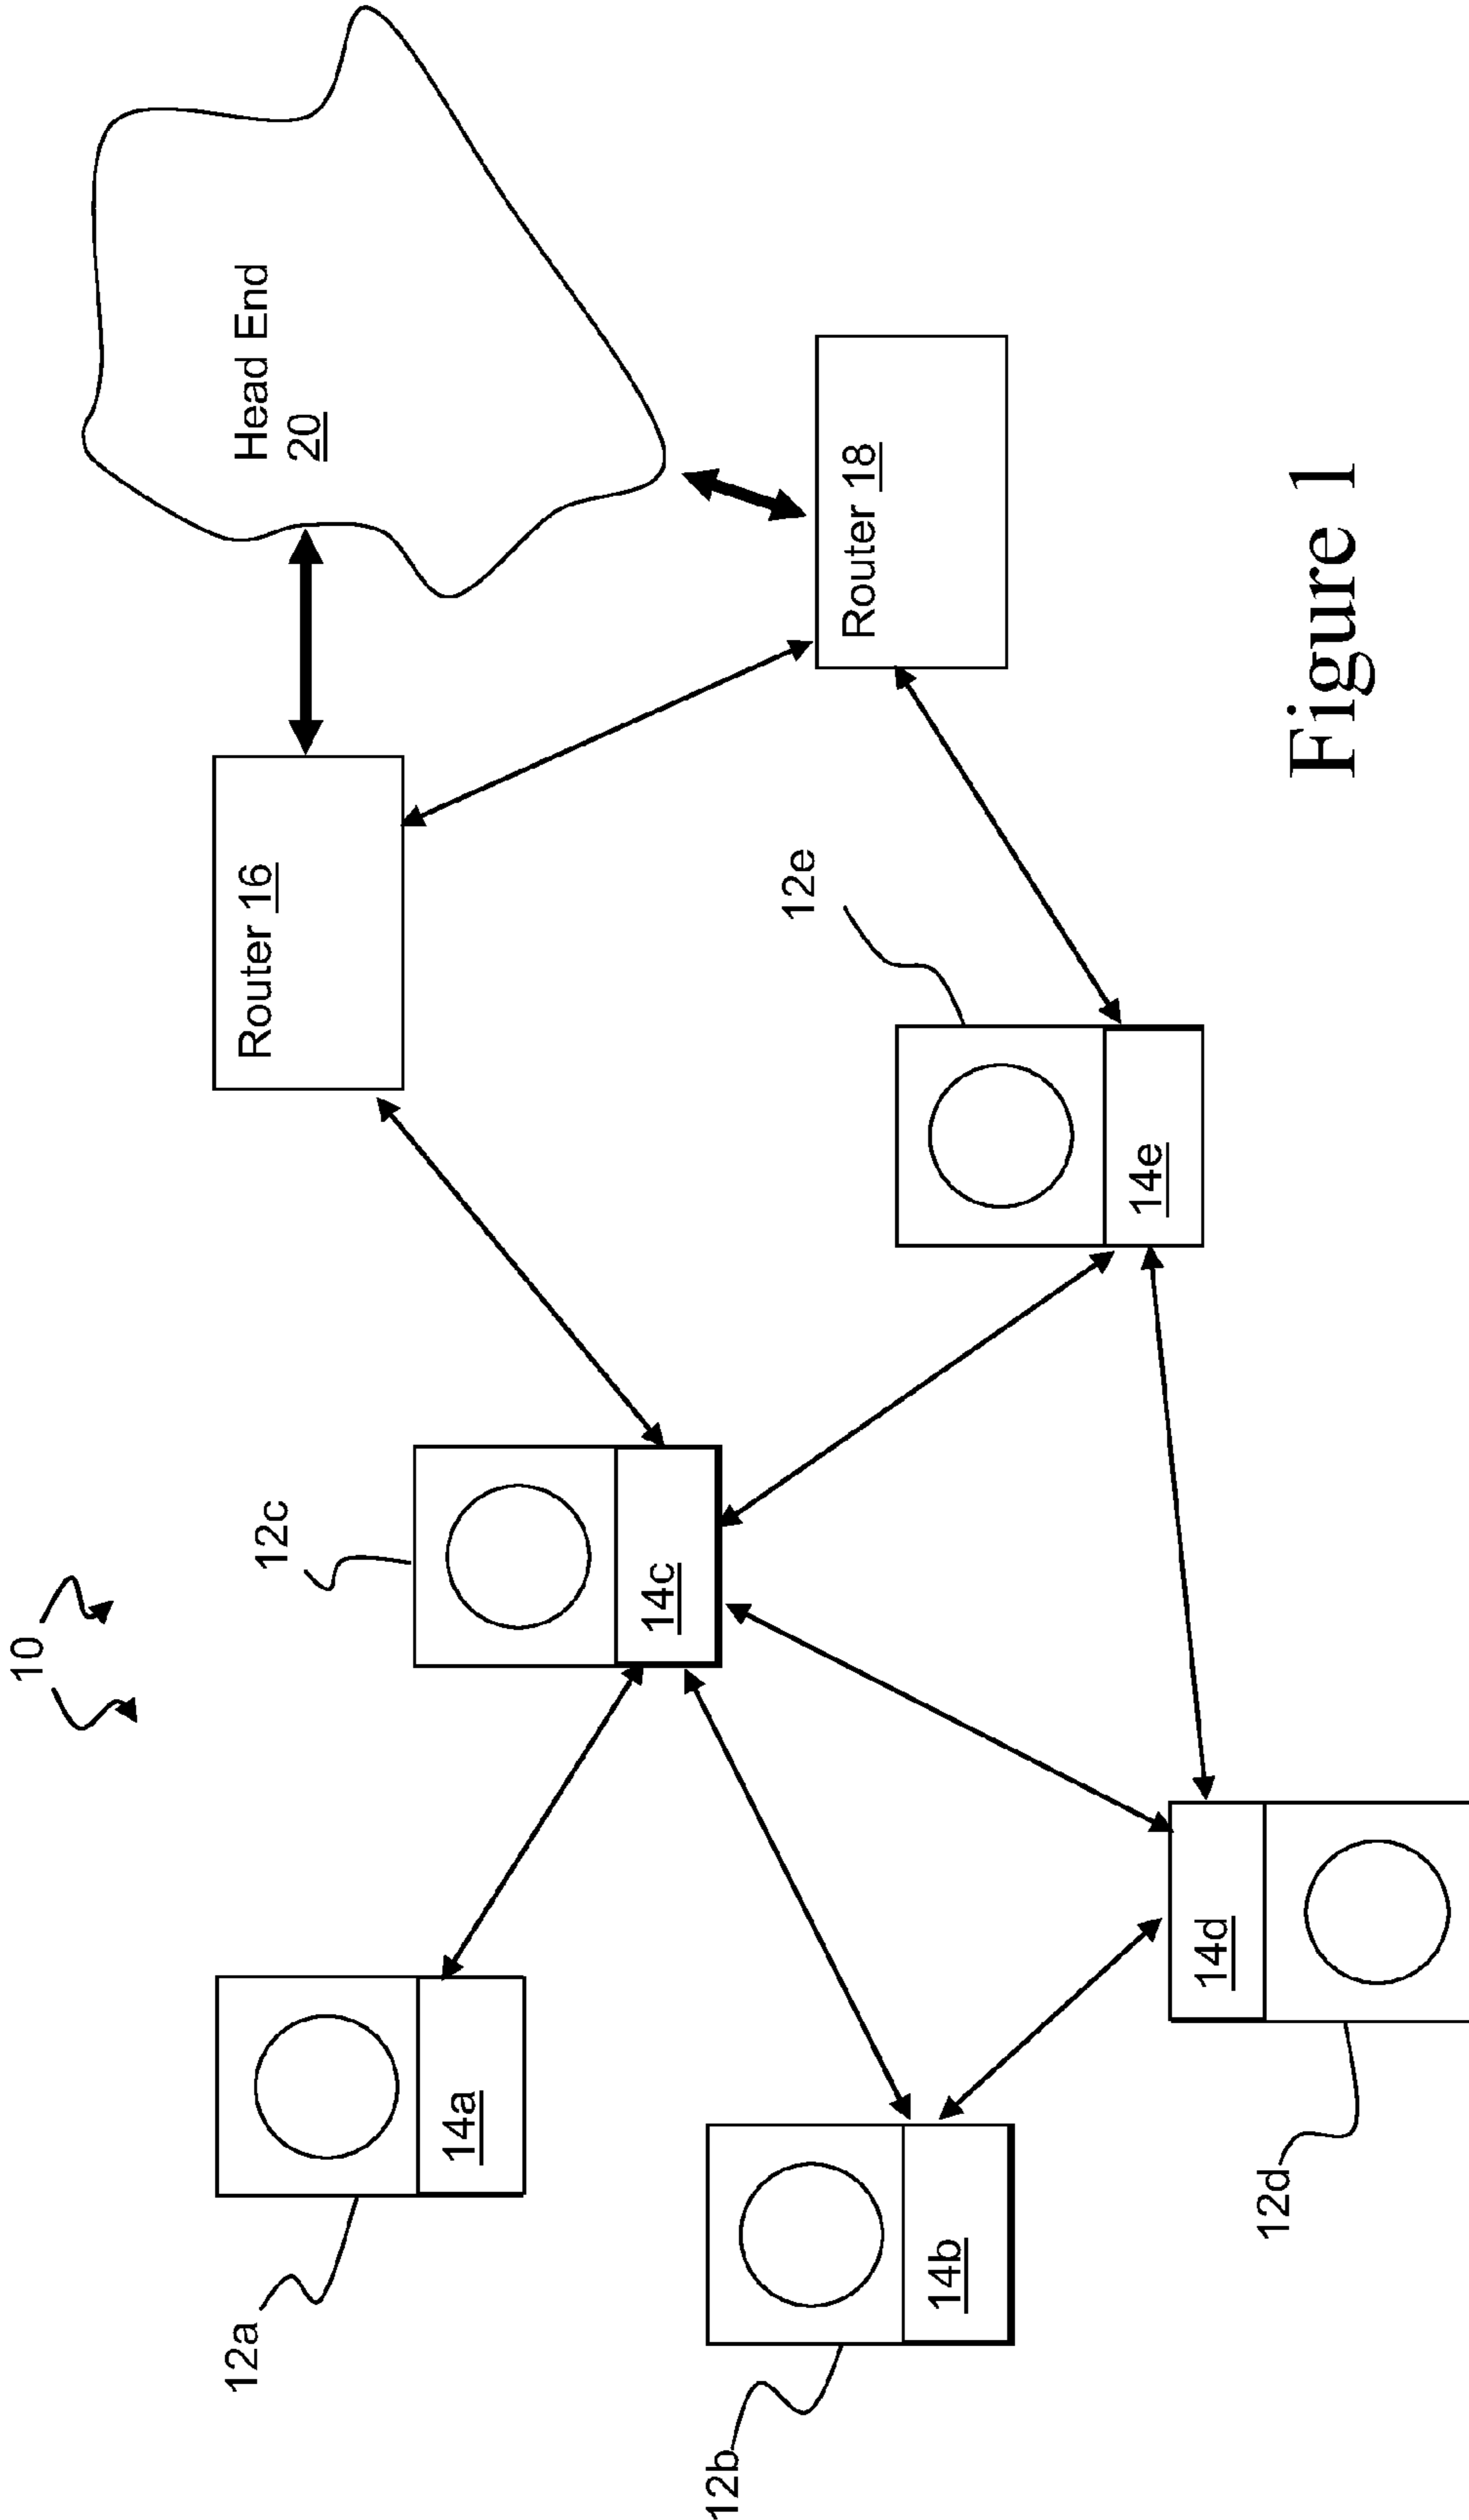 10
Head End
20
Router 16
12c
12a
14a
14c
12e
Router 18
12b
14b
14e
14d
12d
Figure 1